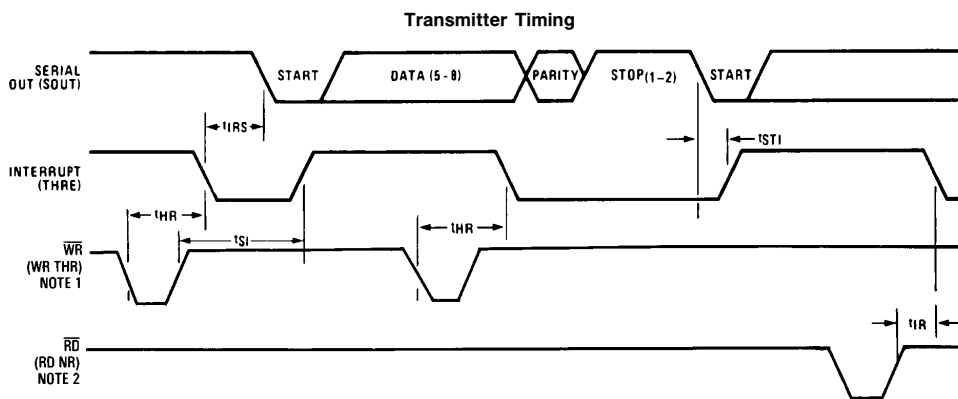 Transmitter Timing
SERIAL
OUT (SOUT)
START
DATA (5-8)
PARITY
STOP(1-2)
START
tIRS
tSTI
INTERRUPT
(THRE)
tHR
tHR
tSI
WR
(WR THR)
NOTE 1
tIR
RD
(RD NR)
NOTE 2